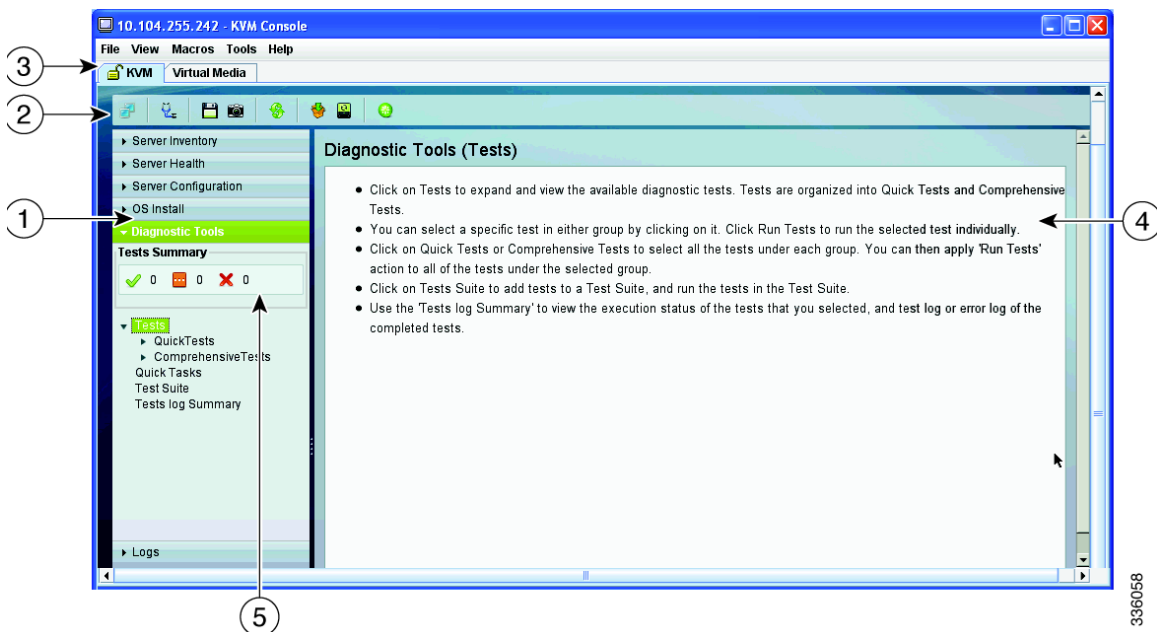 10.104.255.242 - KVM Console
File View Macros Tools Help
3
KVM Virtual Media
2
Server Inventory
Server Health
Server Configuration
OS Install
1
Diagnostic Tools
Tests Summary
0 0 0
Tests
QuickTests
ComprehensiveTests
Quick Tasks
Test Suite
Tests log Summary
Logs
Diagnostic Tools (Tests)
Click on Tests to expand and view the available diagnostic tests. Tests are organized into Quick Tests and Comprehensive
Tests.
You can select a specific test in either group by clicking on it. Click Run Tests to run the selected test individually.
Click on Quick Tests or Comprehensive Tests to select all the tests under each group. You can then apply 'Run Tests'
action to all of the tests under the selected group.
Click on Tests Suite to add tests to a Test Suite, and run the tests in the Test Suite.
Use the 'Tests log Summary' to view the execution status of the tests that you selected, and test log or error log of the
completed tests.
4
5
336058